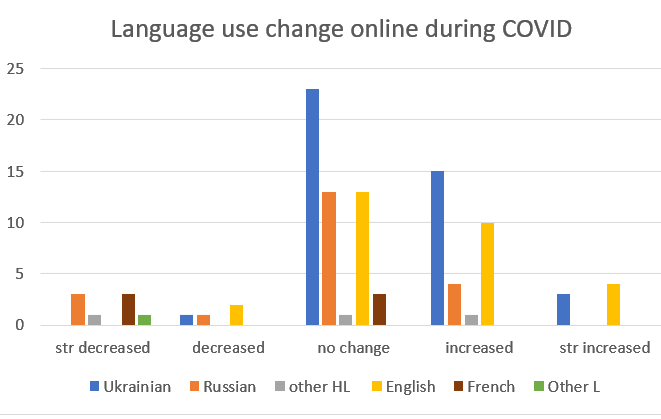 Language use change online during COVID
25
20
15
10
5
0
str decreased decreased no change increased str increased
Ukrainian Russian other HL English French Other L